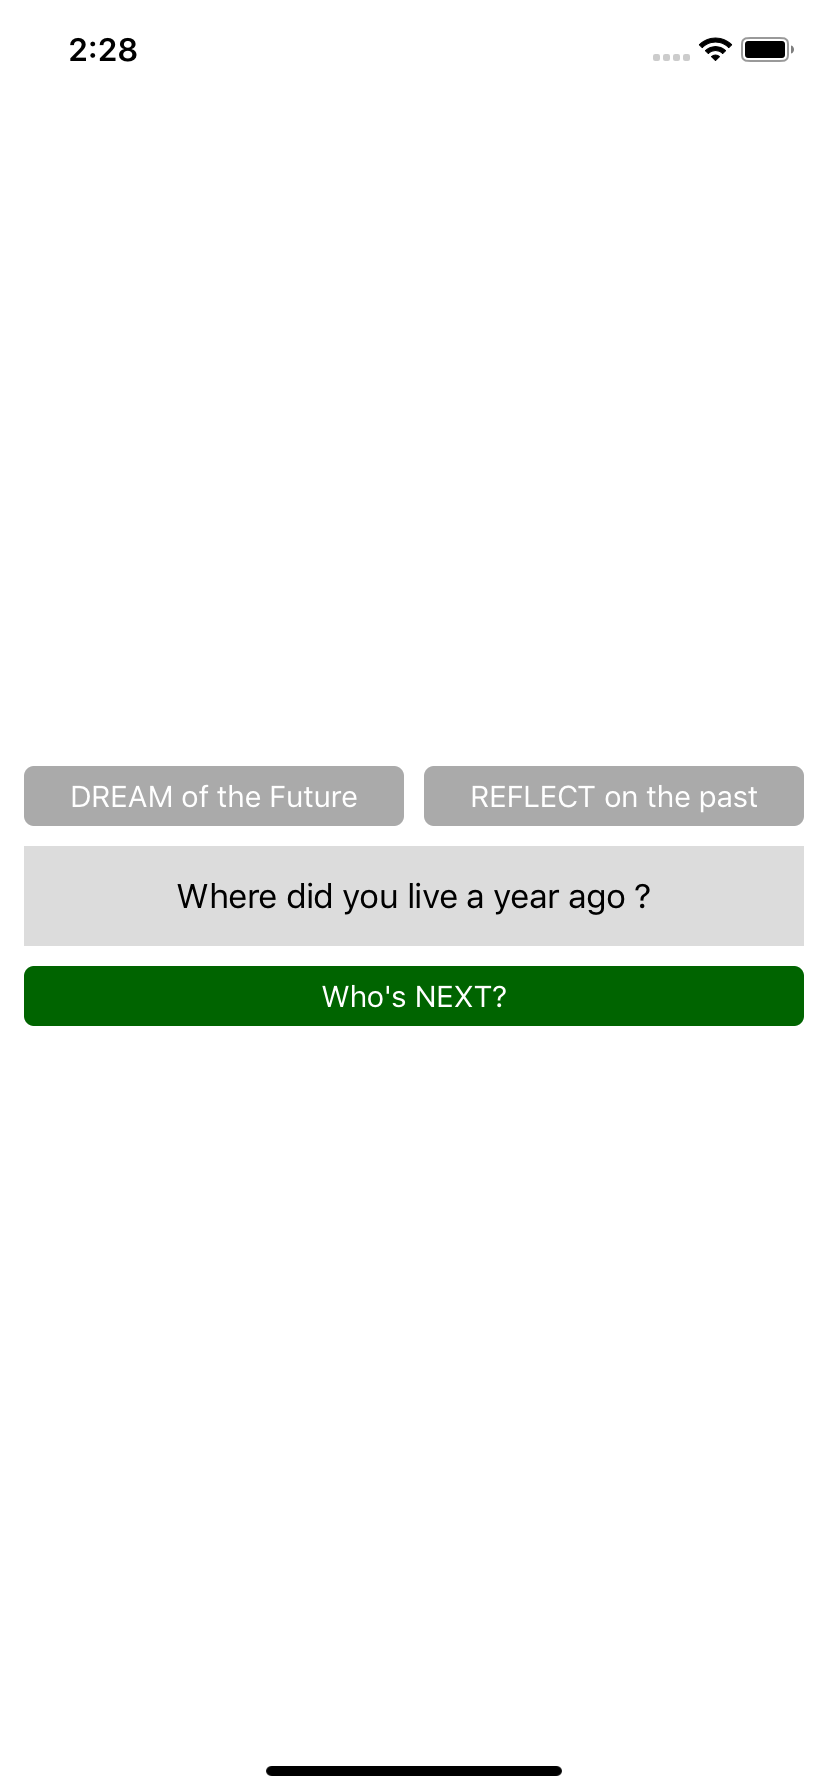 2:28
DREAM of the Future
REFLECT on the past
Where did you live a year ago ?
Who's NEXT?